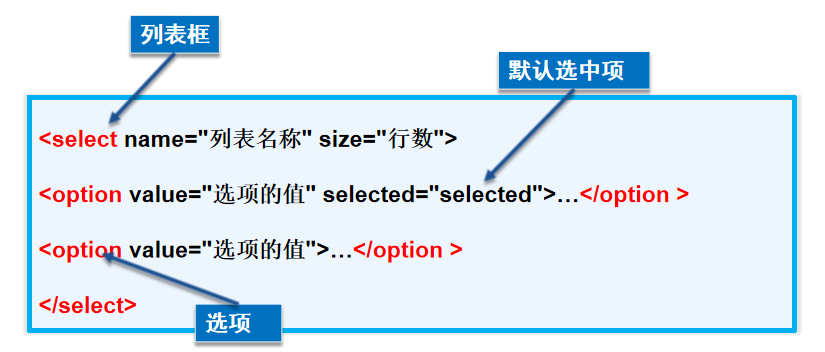 列表框
默认选中项
<select name="列表名称" size="行数">
<option value="选项的值" selected="selected">…</option >
<option value="选项的值">…</option >
</select>
选项